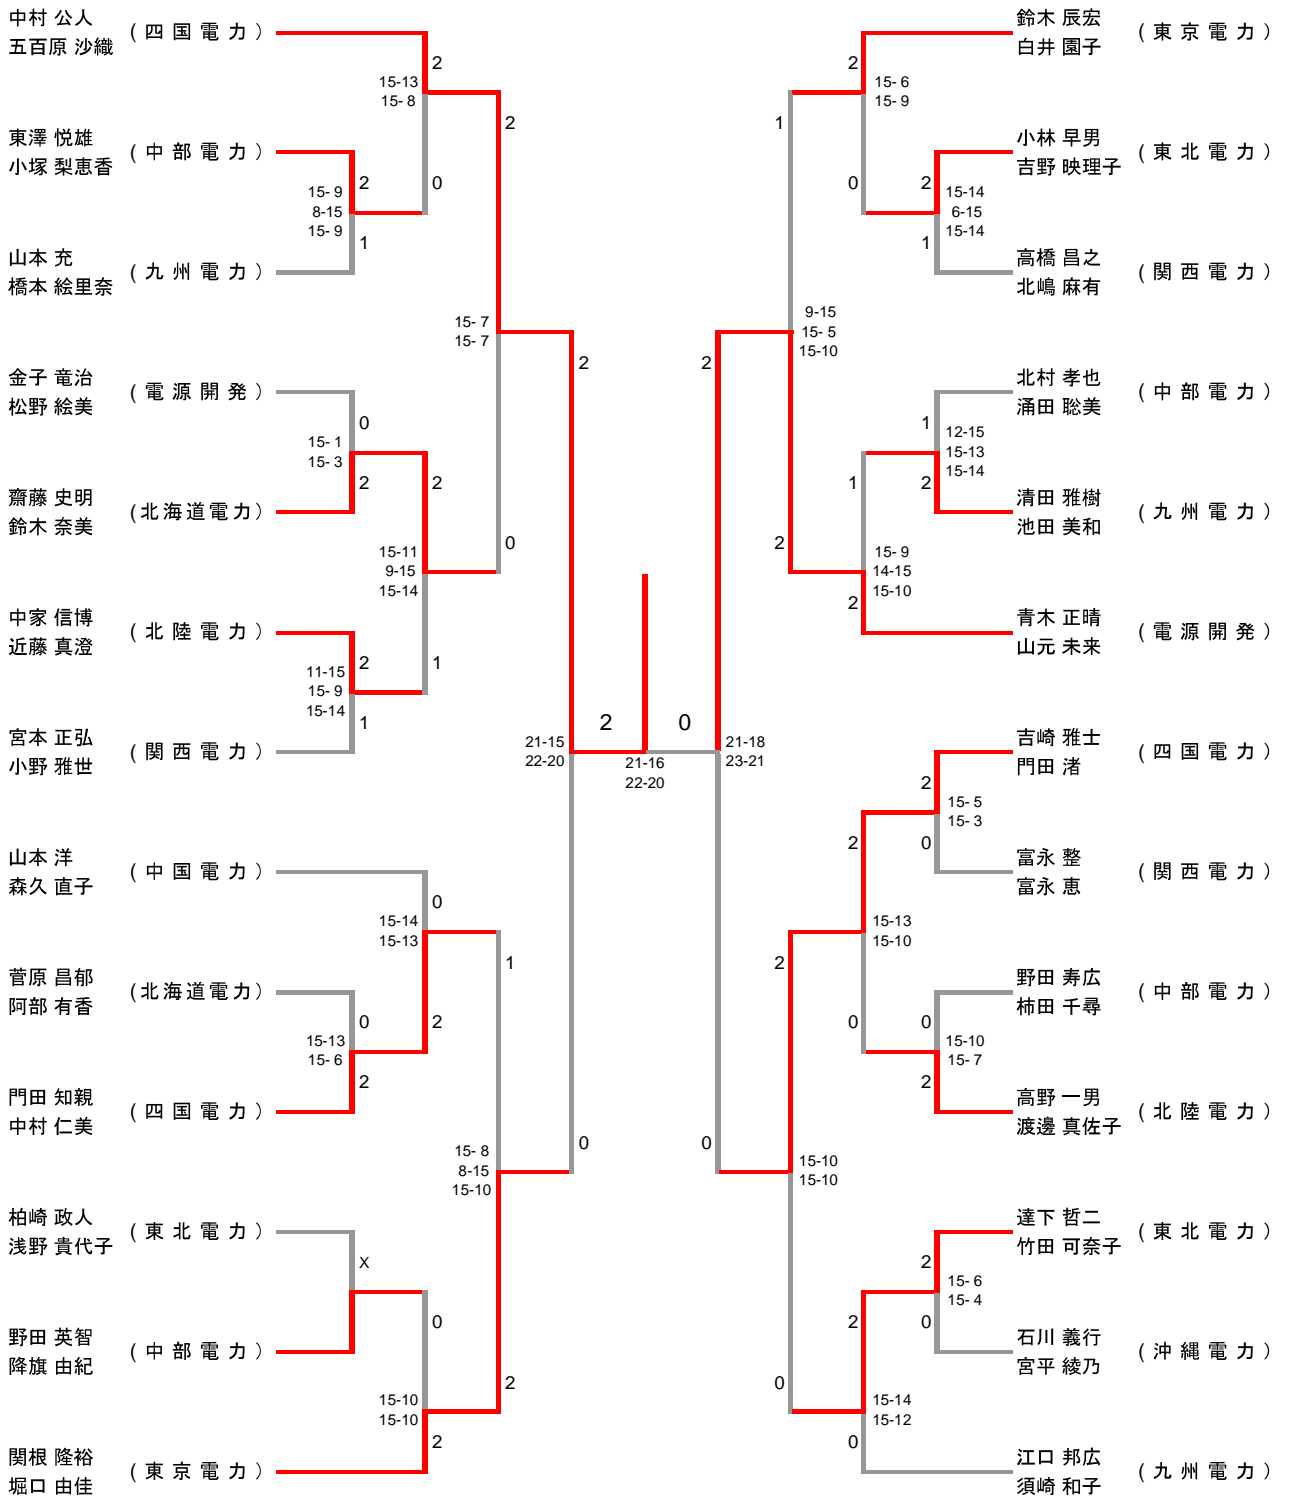 中村 公人
五百原 沙織
(四国電力)
2
15-13
15- 8
2
東澤 悦雄
小塚 梨恵香
(中部電力)
2
0
15- 9
8-15
15- 9
1
山本 充
橋本 絵里奈
(九州電力)
15- 7
15- 7
2
金子 竜治
松野 絵美
(電源開発)
0
15- 1
15- 3
2
2
齋藤 史明
鈴木 奈美
(北海道電力)
0
15-11
9-15
15-14
中家 信博
近藤 真澄
(北陸電力)
2
1
11-15
15- 9
15-14
1
宮本 正弘
小野 雅世
(関西電力)
21-15
22-20
2
0
21-16
22-20
21-18
23-21
山本 洋
森久 直子
(中国電力)
0
15-14
15-13
1
菅原 昌郁
阿部 有香
(北海道電力)
0
2
15-13
15- 6
2
門田 知親
中村 仁美
(四国電力)
0
15- 8
8-15
15-10
柏崎 政人
浅野 貴代子
(東北電力)
x
0
野田 英智
降旗 由紀
(中部電力)
2
15-10
15-10
2
関根 隆裕
堀口 由佳
(東京電力)
鈴木 辰宏
白井 園子
(東京電力)
2
15- 6
15- 9
1
小林 早男
吉野 映理子
(東北電力)
0
2
15-14
6-15
15-14
1
高橋 昌之
北嶋 麻有
(関西電力)
9-15
15- 5
15-10
2
北村 孝也
涌田 聡美
(中部電力)
1
12-15
15-13
15-14
1
2
清田 雅樹
池田 美和
(九州電力)
2
15- 9
14-15
15-10
2
青木 正晴
山元 未来
(電源開発)
吉崎 雅士
門田 渚
(四国電力)
2
15- 5
15- 3
2
0
富永 整
富永 恵
(関西電力)
15-13
15-10
2
野田 寿広
柿田 千尋
(中部電力)
0
0
15-10
15- 7
2
高野 一男
渡邊 真佐子
(北陸電力)
0
15-10
15-10
達下 哲二
竹田 可奈子
(東北電力)
2
15- 6
15- 4
2
0
石川 義行
宮平 綾乃
(沖縄電力)
0
15-14
15-12
0
江口 邦広
須崎 和子
(九州電力)